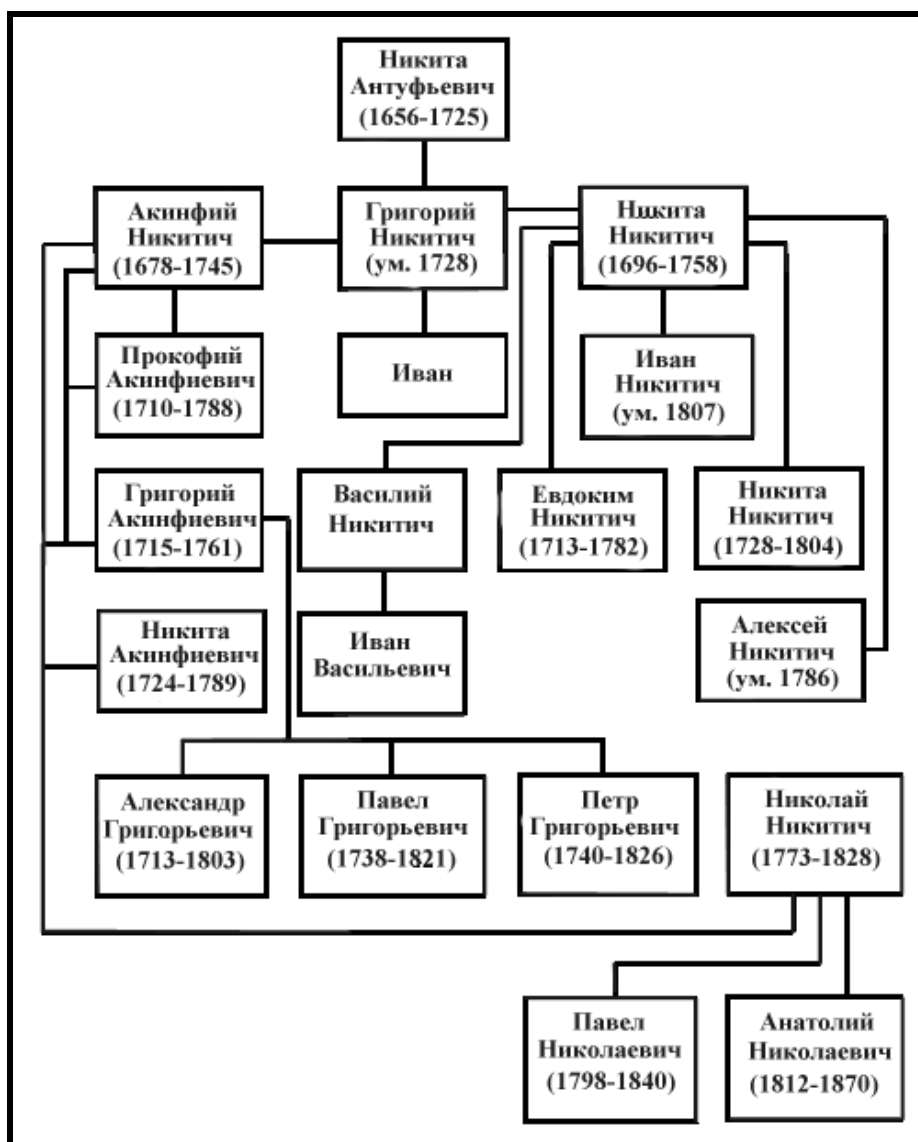 Никита
Антуфьевич
(1656-1725)
Акинфий
Никитич
(1678-1745)
Григорий
Никитич
(ум. 1728)
Никита
Никитич
(1696-1758)
Прокофий
Акинфиевич
(1710-1788)
Иван
Иван
Никитич
(ум. 1807)
Григорий
Акинфиевич
(1715-1761)
Василий
Никитич
Евдоким
Никитич
(1713-1782)
Никита
Никитич
(1728-1804)
Никита
Акинфиевич
(1724-1789)
Иван
Васильевич
Алексей
Никитич
(ум. 1786)
Александр
Григорьевич
(1713-1803)
Павел
Григорьевич
(1738-1821)
Петр
Григорьевич
(1740-1826)
Николай
Никитич
(1773-1828)
Павел
Николаевич
(1798-1840)
Анатолий
Николаевич
(1812-1870)